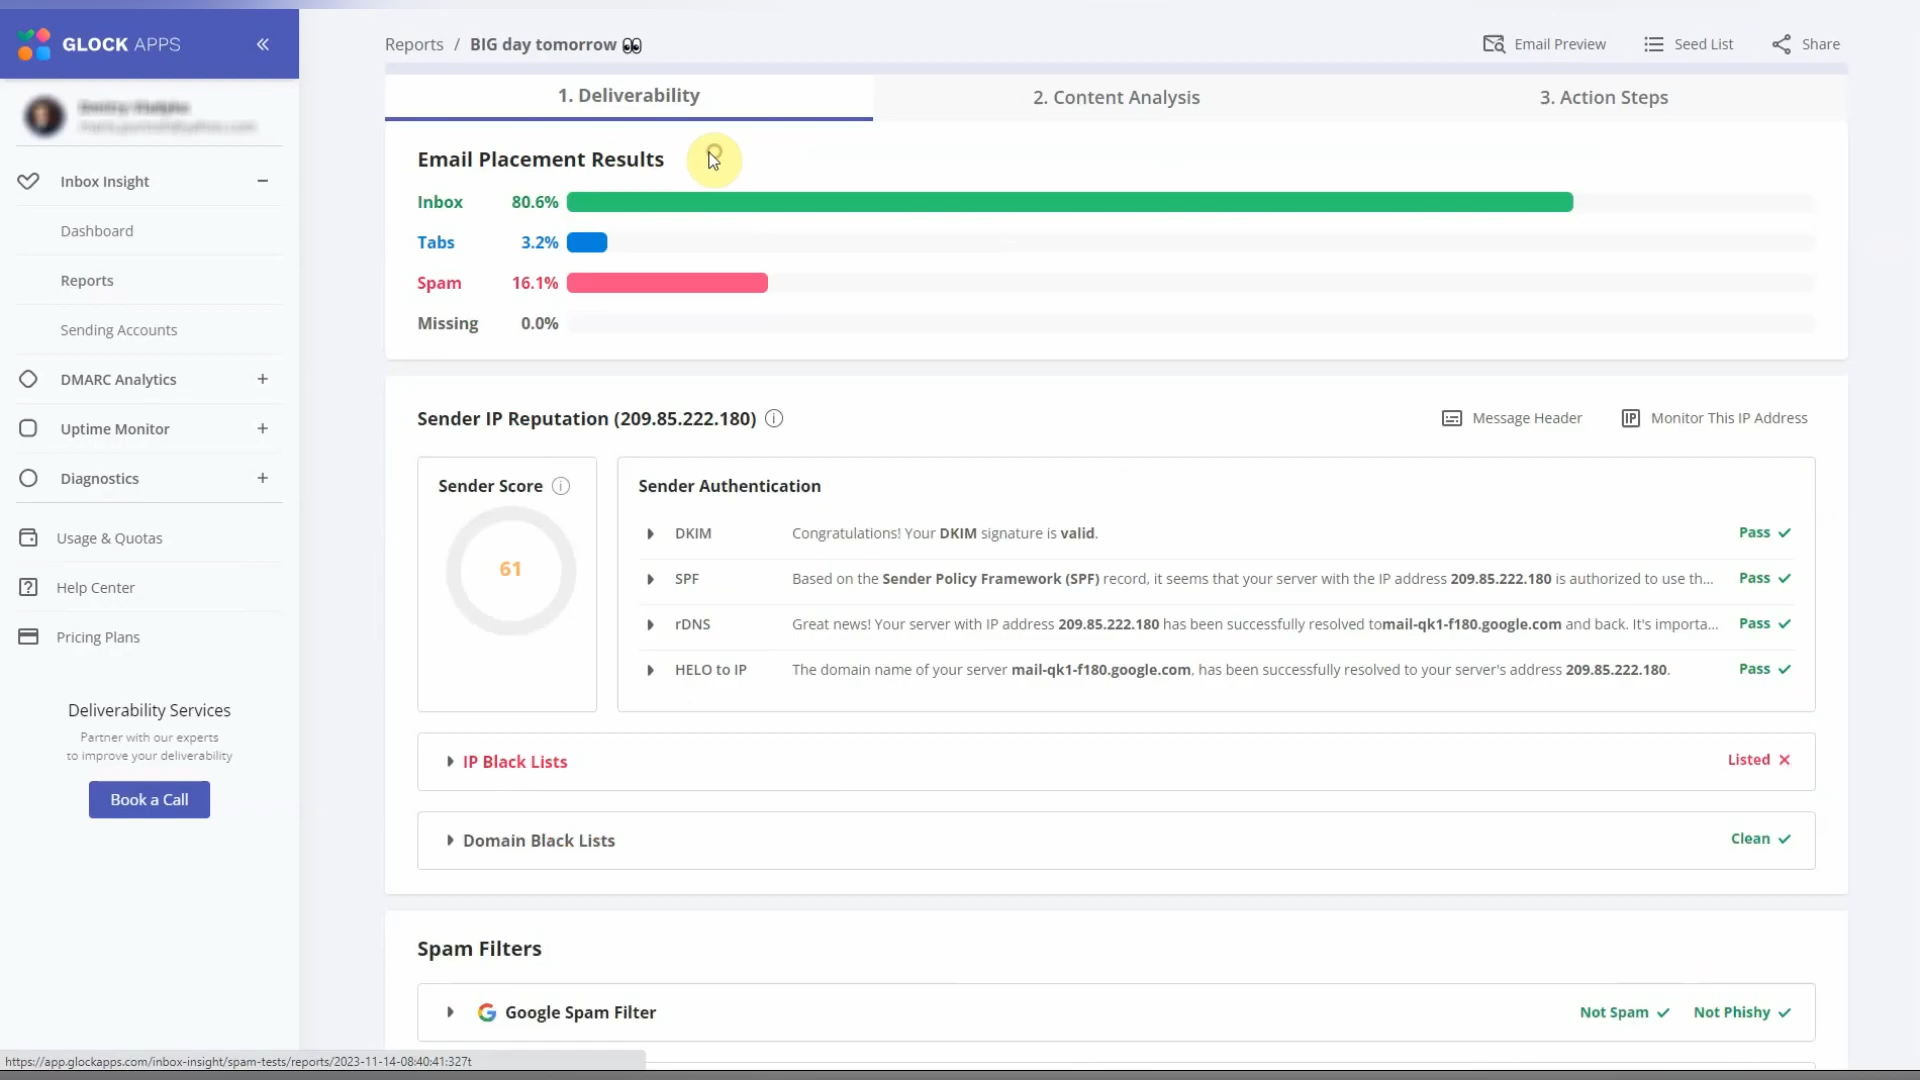 GLOCK APPS
Inbox Insight
Dashboard
Reports
Sending Accounts
DMARC Analytics
Uptime Monitor
Diagnostics
Usage & Quotas
Help Center
Pricing Plans
Deliverability Services
Partner with our experts
to improve your deliverability
Book a Call
Reports / BIG day tomorrow 👀
Email Preview
Seed List
Share
1. Deliverability
2. Content Analysis
3. Action Steps
Email Placement Results
Inbox 80.6%
Tabs 3.2%
Spam 16.1%
Missing 0.0%
Sender IP Reputation (209.85.222.180)
Message Header
IP Monitor This IP Address
Sender Score
61
Sender Authentication
DKIM Congratulations! Your DKIM signature is valid. Pass
SPF Based on the Sender Policy Framework (SPF) record, it seems that your server with the IP address 209.85.222.180 is authorized to use th... Pass
rDNS Great news! Your server with IP address 209.85.222.180 has been successfully resolved tomail-qk1-f180.google.com and back. It's importa... Pass
HELO to IP The domain name of your server mail-qk1-f180.google.com, has been successfully resolved to your server's address 209.85.222.180. Pass
IP Black Lists Listed
Domain Black Lists Clean
Spam Filters
Google Spam Filter Not Spam Not Phishy
https://app.glockapps.com/inbox-insight/spam-tests/reports/2023-11-14-08:40:41:327t